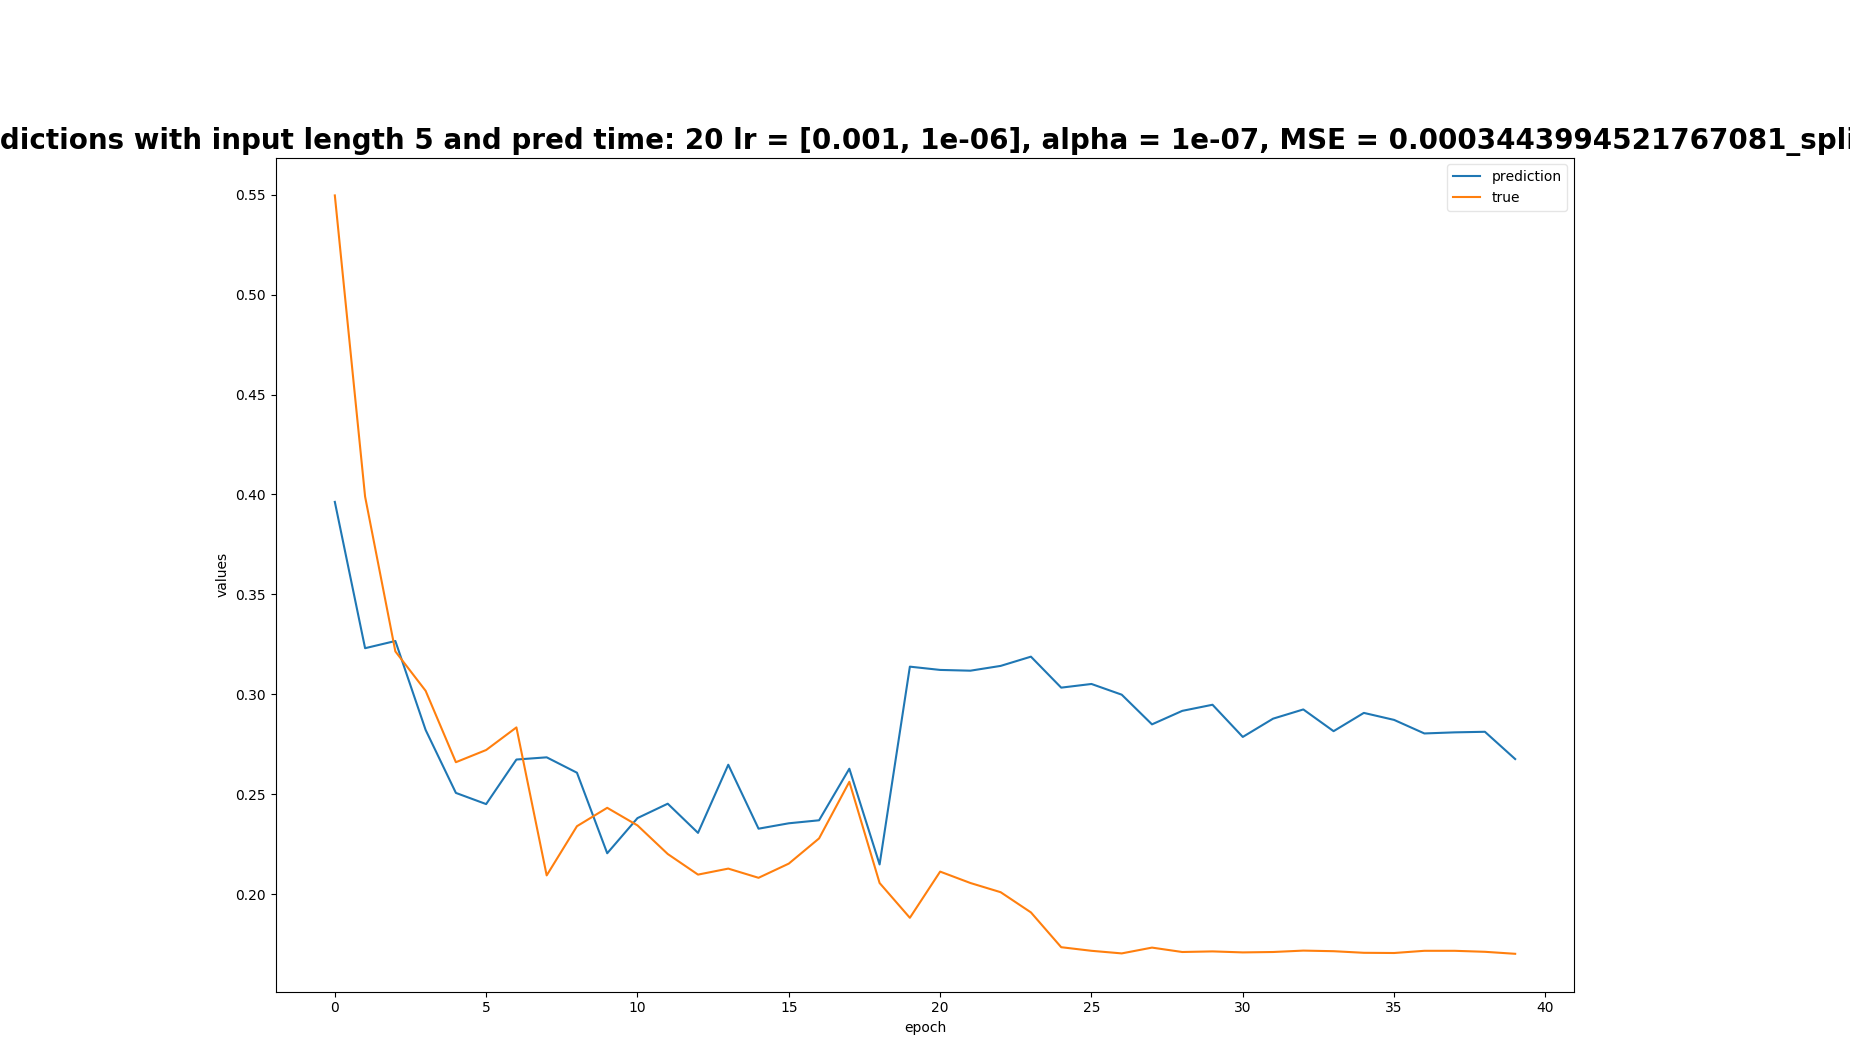 dictions with input length 5 and pred time: 20 lr = [0.001, 1e-06], alpha = 1e-07, MSE = 0.0003443994521767081_spli
prediction
true
0.55
0.50
0.45
0.40
0.35
0.30
0.25
0.20
values
0 5 10 15 20 25 30 35 40
epoch